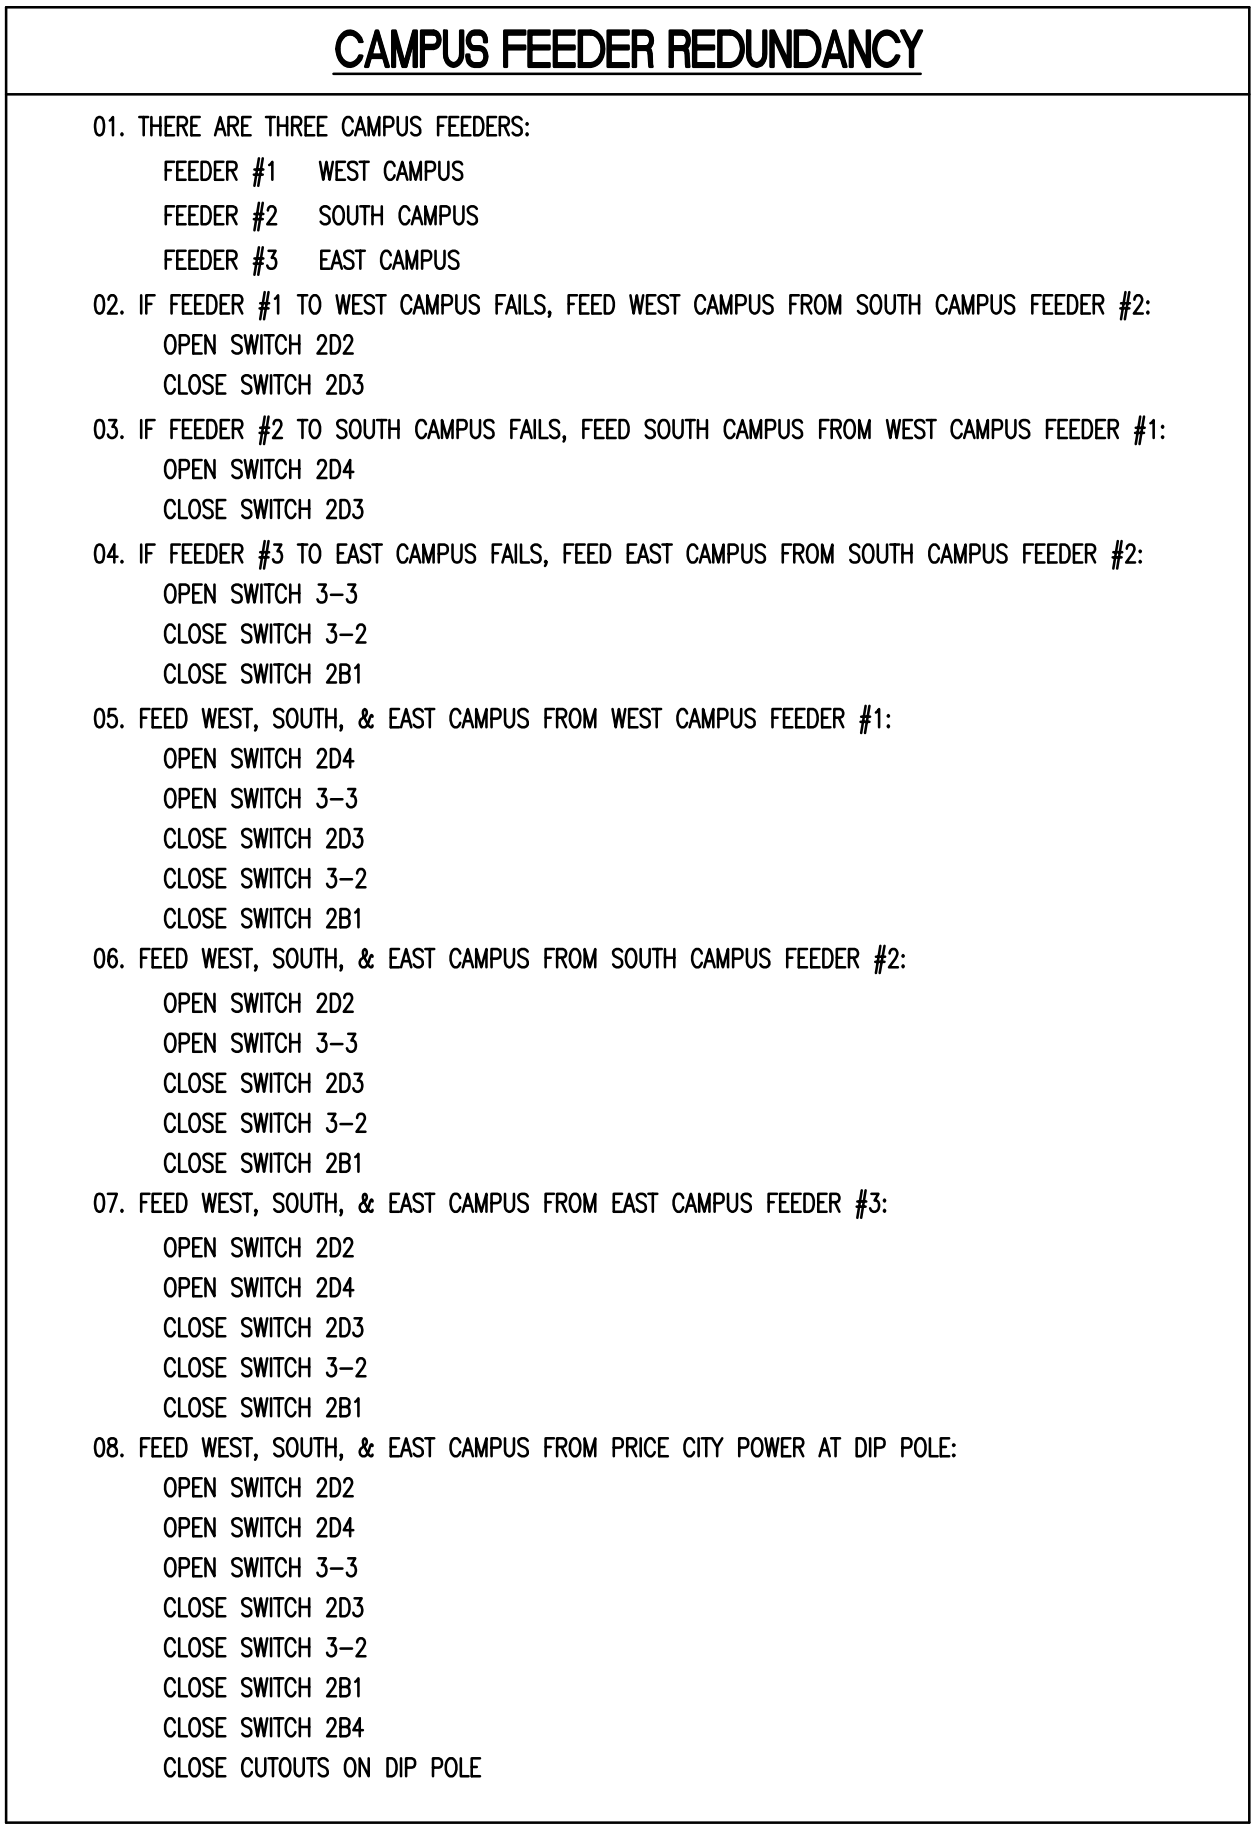 CAMPUS FEEDER REDUNDANCY
01. THERE ARE THREE CAMPUS FEEDERS:
FEEDER #1 WEST CAMPUS
FEEDER #2 SOUTH CAMPUS
FEEDER #3 EAST CAMPUS
02. IF FEEDER #1 TO WEST CAMPUS FAILS, FEED WEST CAMPUS FROM SOUTH CAMPUS FEEDER #2:
OPEN SWITCH 2D2
CLOSE SWITCH 2D3
03. IF FEEDER #2 TO SOUTH CAMPUS FAILS, FEED SOUTH CAMPUS FROM WEST CAMPUS FEEDER #1:
OPEN SWITCH 2D4
CLOSE SWITCH 2D3
04. IF FEEDER #3 TO EAST CAMPUS FAILS, FEED EAST CAMPUS FROM SOUTH CAMPUS FEEDER #2:
OPEN SWITCH 3-3
CLOSE SWITCH 3-2
CLOSE SWITCH 2B1
05. FEED WEST, SOUTH, & EAST CAMPUS FROM WEST CAMPUS FEEDER #1:
OPEN SWITCH 2D4
OPEN SWITCH 3-3
CLOSE SWITCH 2D3
CLOSE SWITCH 3-2
CLOSE SWITCH 2B1
06. FEED WEST, SOUTH, & EAST CAMPUS FROM SOUTH CAMPUS FEEDER #2:
OPEN SWITCH 2D2
OPEN SWITCH 3-3
CLOSE SWITCH 2D3
CLOSE SWITCH 3-2
CLOSE SWITCH 2B1
07. FEED WEST, SOUTH, & EAST CAMPUS FROM EAST CAMPUS FEEDER #3:
OPEN SWITCH 2D2
OPEN SWITCH 2D4
CLOSE SWITCH 2D3
CLOSE SWITCH 3-2
CLOSE SWITCH 2B1
08. FEED WEST, SOUTH, & EAST CAMPUS FROM PRICE CITY POWER AT DIP POLE:
OPEN SWITCH 2D2
OPEN SWITCH 2D4
OPEN SWITCH 3-3
CLOSE SWITCH 2D3
CLOSE SWITCH 3-2
CLOSE SWITCH 2B1
CLOSE SWITCH 2B4
CLOSE CUTOUTS ON DIP POLE